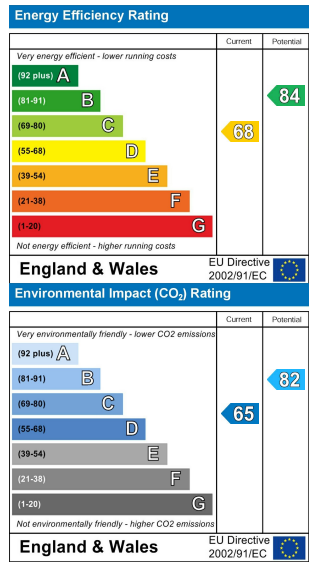 Energy Efficiency Rating
Current Potential
Very energy efficient - lower running costs
(92 plus) A
(81-91) B
84
(69-80) C
68
(55-68) D
(39-54) E
(21-38) F
(1-20) G
Not energy efficient - higher running costs
England & Wales
EU Directive
2002/91/EC
Environmental Impact (CO₂) Rating
Current Potential
Very environmentally friendly - lower CO2 emissions
(92 plus) A
(81-91) B
82
(69-80) C
65
(55-68) D
(39-54) E
(21-38) F
(1-20) G
Not environmentally friendly - higher CO2 emissions
England & Wales
EU Directive
2002/91/EC